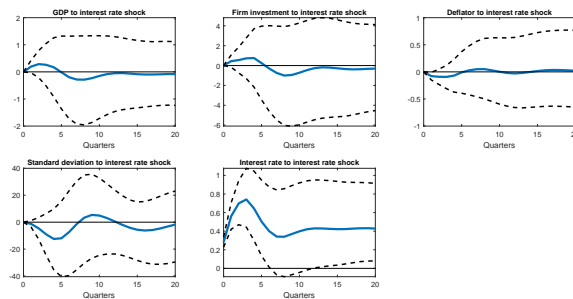 GDP to interest rate shock
2
1
0
-1
-2
0 5 10 15 20
Quarters
Firm investment to interest rate shock
4
2
0
-2
-4
-6
0 5 10 15 20
Quarters
Deflator to interest rate shock
1
0.5
0
-0.5
-1
0 5 10 15 20
Quarters
Standard deviation to interest rate shock
40
20
0
-20
-40
0 5 10 15 20
Quarters
Interest rate to interest rate shock
1
0.8
0.6
0.4
0.2
0
0 5 10 15 20
Quarters